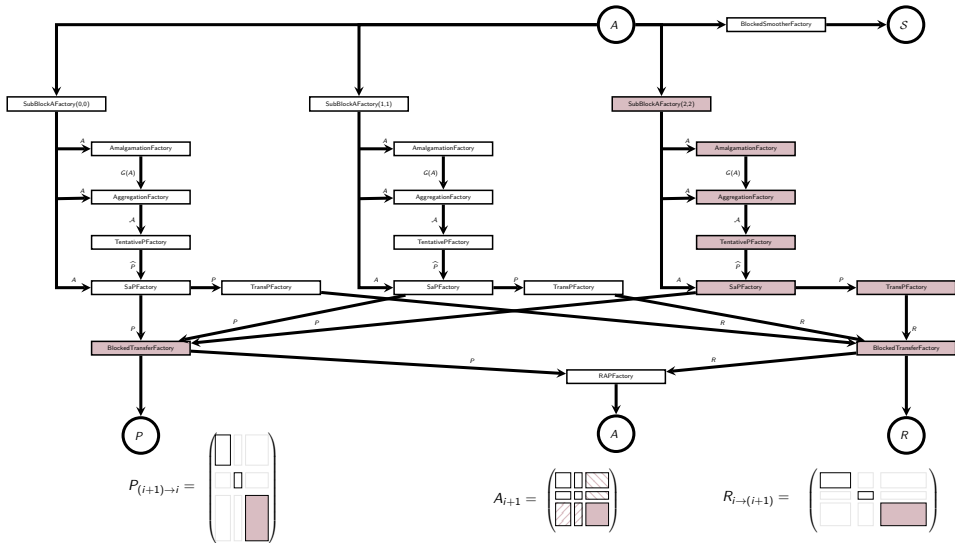 A
BlockedSmootherFactory
S
SubBlockAFactory(0,0)
SubBlockAFactory(1,1)
SubBlockAFactory(2,2)
A
AmalgamationFactory
A
AmalgamationFactory
A
AmalgamationFactory
G(A)
G(A)
G(A)
A
AggregationFactory
A
AggregationFactory
A
AggregationFactory
𝒜
𝒜
𝒜
TentativePFactory
TentativePFactory
TentativePFactory
P̂
P̂
P̂
A
SaPFactory
P
TransPFactory
A
SaPFactory
P
TransPFactory
A
SaPFactory
P
TransPFactory
P
P
P
R
R
R
BlockedTransferFactory
BlockedTransferFactory
P
R
RAPFactory
P
A
R
P(i+1)→i =
Ai+1 =
Ri→(i+1) =